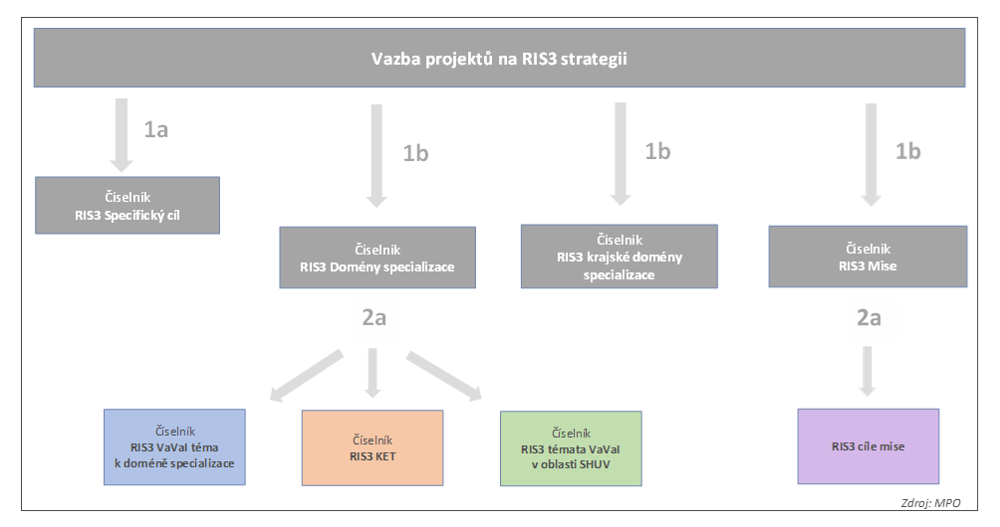 Vazba projektů na RIS3 strategii
1a
1b
1b
1b
Číselník
RIS3 Specifický cíl
Číselník
RIS3 Domény specializace
Číselník
RIS3 krajské domény
specializace
Číselník
RIS3 Mise
2a
2a
Číselník
RIS3 VaVaI téma
k doméně specializace
Číselník
RIS3 KET
Číselník
RIS3 témata VaVaI
v oblasti SHUV
RIS3 cíle mise
Zdroj: MPO